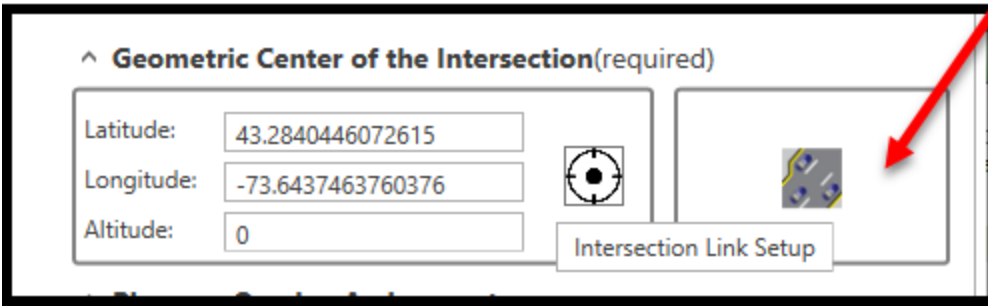 Geometric Center of the Intersection(required)
Latitude: 43.2840446072615
Longitude: -73.6437463760376
Altitude: 0
Intersection Link Setup